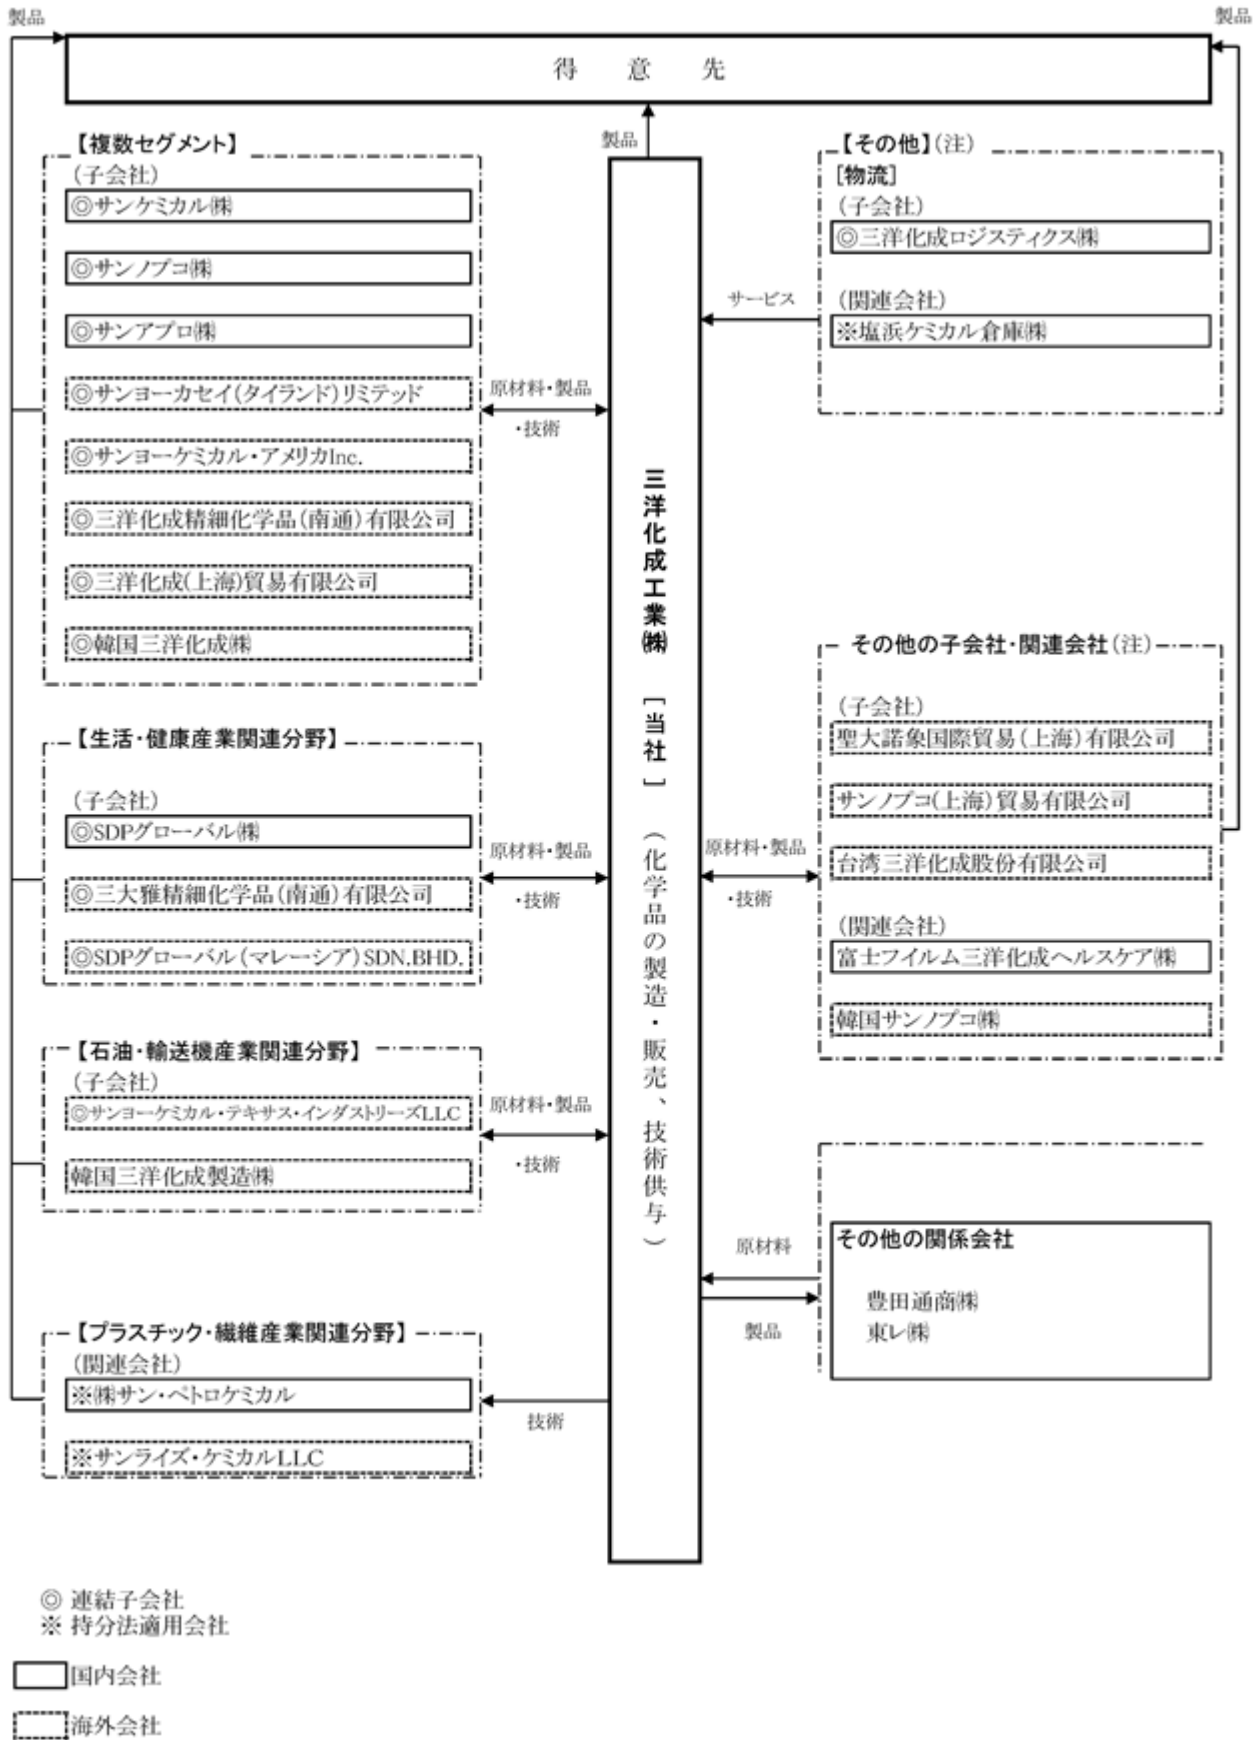 製品
製品
得 意 先
製品
【複数セグメント】
(子会社)
◎サンケミカル㈱
◎サンノプコ㈱
◎サンアプロ㈱
◎サンヨーカセイ(タイランド)リミテッド
◎サンヨーケミカル・アメリカInc.
◎三洋化成精細化学品(南通)有限公司
◎三洋化成(上海)貿易有限公司
◎韓国三洋化成㈱
原材料・製品
・技術
【生活・健康産業関連分野】
(子会社)
◎SDPグローバル㈱
◎三大雅精細化学品(南通)有限公司
◎SDPグローバル(マレーシア)SDN.BHD.
原材料・製品
・技術
【石油・輸送機産業関連分野】
(子会社)
◎サンヨーケミカル・テキサス・インダストリーズLLC
韓国三洋化成製造㈱
原材料・製品
・技術
【プラスチック・繊維産業関連分野】
(関連会社)
※㈱サン・ペトロケミカル
※サンライズ・ケミカルLLC
技術
三洋化成工業㈱ [当社] (化学品の製造・販売、技術供与)
【その他】(注)
[物流]
(子会社)
◎三洋化成ロジスティクス㈱
(関連会社)
※塩浜ケミカル倉庫㈱
サービス
その他の子会社・関連会社(注)
(子会社)
聖大諾象国際貿易(上海)有限公司
サンノプコ(上海)貿易有限公司
台湾三洋化成股份有限公司
(関連会社)
富士フイルム三洋化成ヘルスケア㈱
韓国サンノプコ㈱
原材料・製品
・技術
その他の関係会社
豊田通商㈱
東レ㈱
原材料
製品
◎ 連結子会社
※ 持分法適用会社
国内会社
海外会社